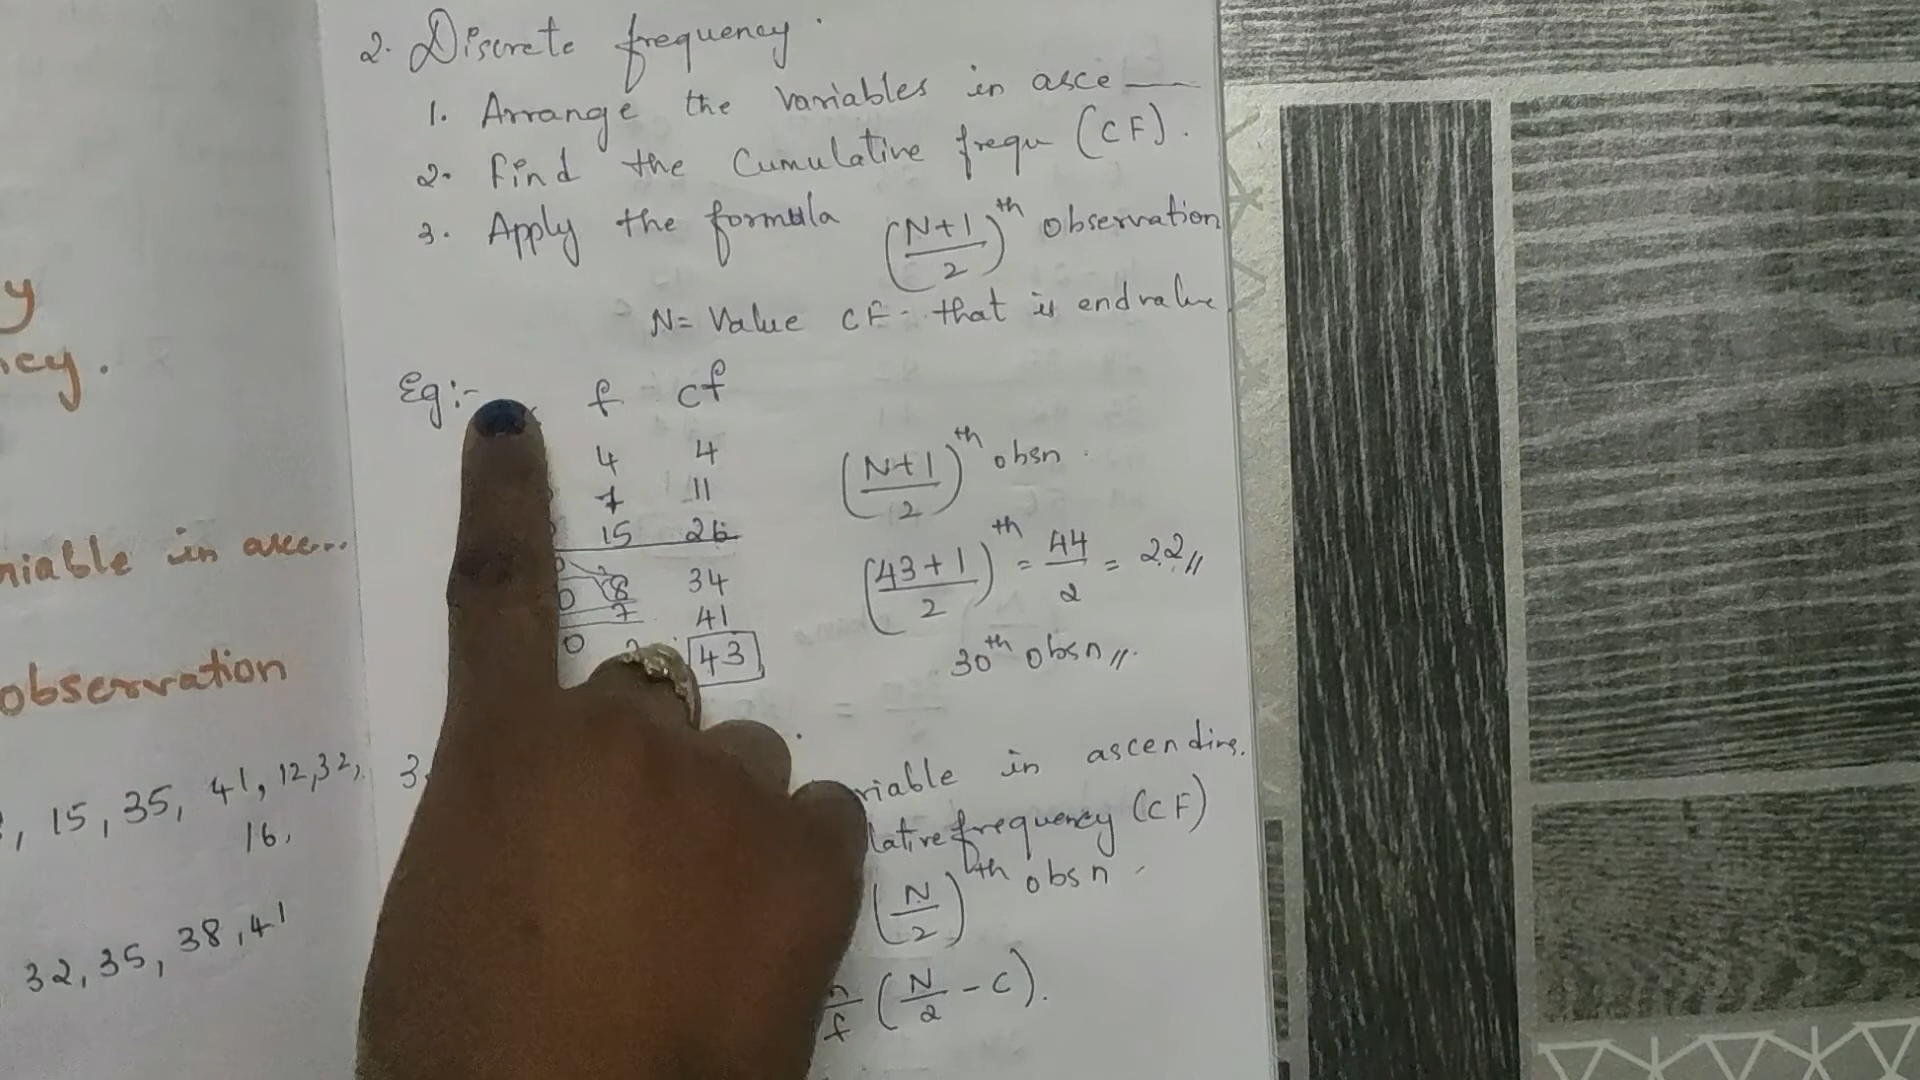 y
cy.
riable in asce...
observation
, 15, 35, 41, 12, 32,
16,
32, 35, 38, 41
2. Discrete frequency.
1. Arrange the variables in asce
2. find the Cumulative frequ (CF).
3. Apply the formula (N+1/2)th observation
N= Value CF. that is end value
Eg:- f cf
4 4
7 11
15 26
0 8 34
7 41
0 43
(N+1/2)th obsn.
(43+1/2)th = 44/2 = 22//
30th obsn //.
3. riable in ascending.
lative frequency (CF)
(N/2)th obsn
/f (N/2 - C).